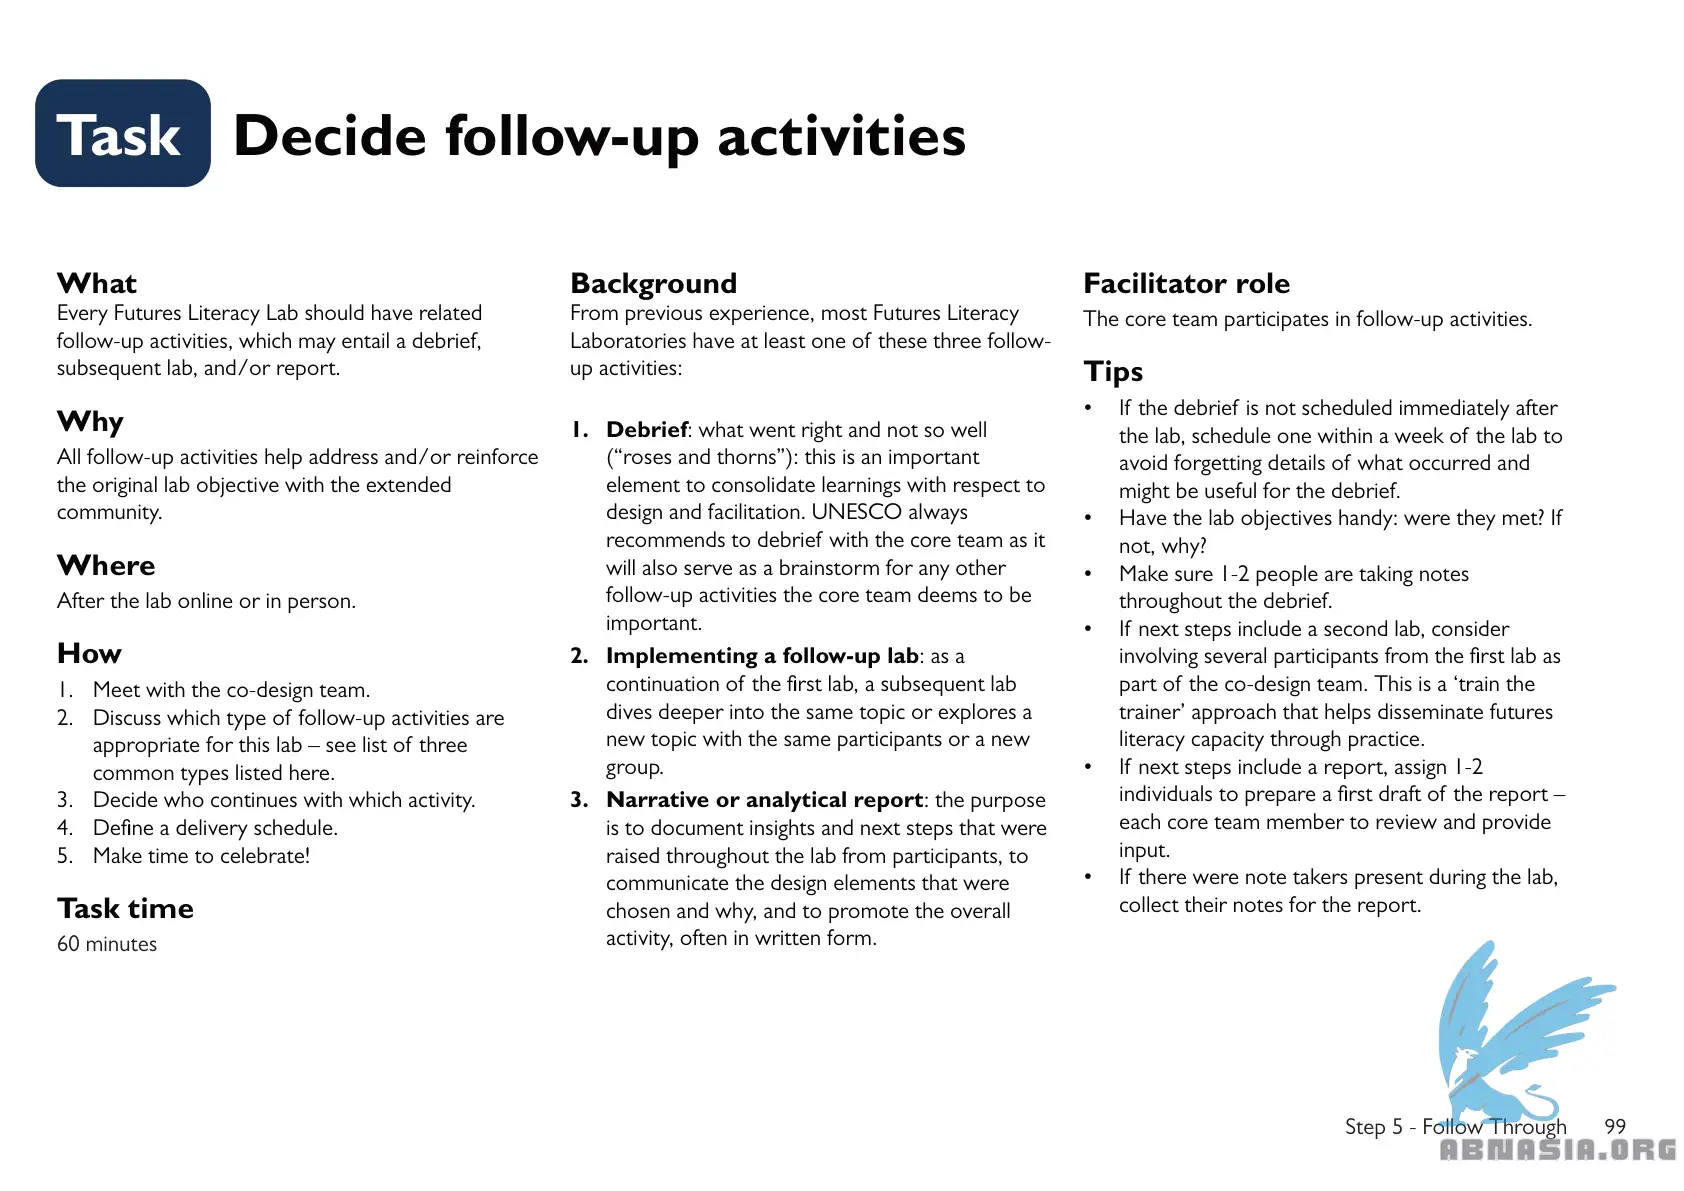 Task
Decide follow-up activities
What
Every Futures Literacy Lab should have related
follow-up activities, which may entail a debrief,
subsequent lab, and/or report.
Why
All follow-up activities help address and/or reinforce
the original lab objective with the extended
community.
Where
After the lab online or in person.
How
1. Meet with the co-design team.
2. Discuss which type of follow-up activities are
appropriate for this lab – see list of three
common types listed here.
3. Decide who continues with which activity.
4. Define a delivery schedule.
5. Make time to celebrate!
Task time
60 minutes
Background
From previous experience, most Futures Literacy
Laboratories have at least one of these three follow-
up activities:
1. Debrief: what went right and not so well
(“roses and thorns”): this is an important
element to consolidate learnings with respect to
design and facilitation. UNESCO always
recommends to debrief with the core team as it
will also serve as a brainstorm for any other
follow-up activities the core team deems to be
important.
2. Implementing a follow-up lab: as a
continuation of the first lab, a subsequent lab
dives deeper into the same topic or explores a
new topic with the same participants or a new
group.
3. Narrative or analytical report: the purpose
is to document insights and next steps that were
raised throughout the lab from participants, to
communicate the design elements that were
chosen and why, and to promote the overall
activity, often in written form.
Facilitator role
The core team participates in follow-up activities.
Tips
• If the debrief is not scheduled immediately after
the lab, schedule one within a week of the lab to
avoid forgetting details of what occurred and
might be useful for the debrief.
• Have the lab objectives handy: were they met? If
not, why?
• Make sure 1-2 people are taking notes
throughout the debrief.
• If next steps include a second lab, consider
involving several participants from the first lab as
part of the co-design team. This is a ‘train the
trainer’ approach that helps disseminate futures
literacy capacity through practice.
• If next steps include a report, assign 1-2
individuals to prepare a first draft of the report –
each core team member to review and provide
input.
• If there were note takers present during the lab,
collect their notes for the report.
Step 5 - Follow Through 99
ABNASIA.ORG